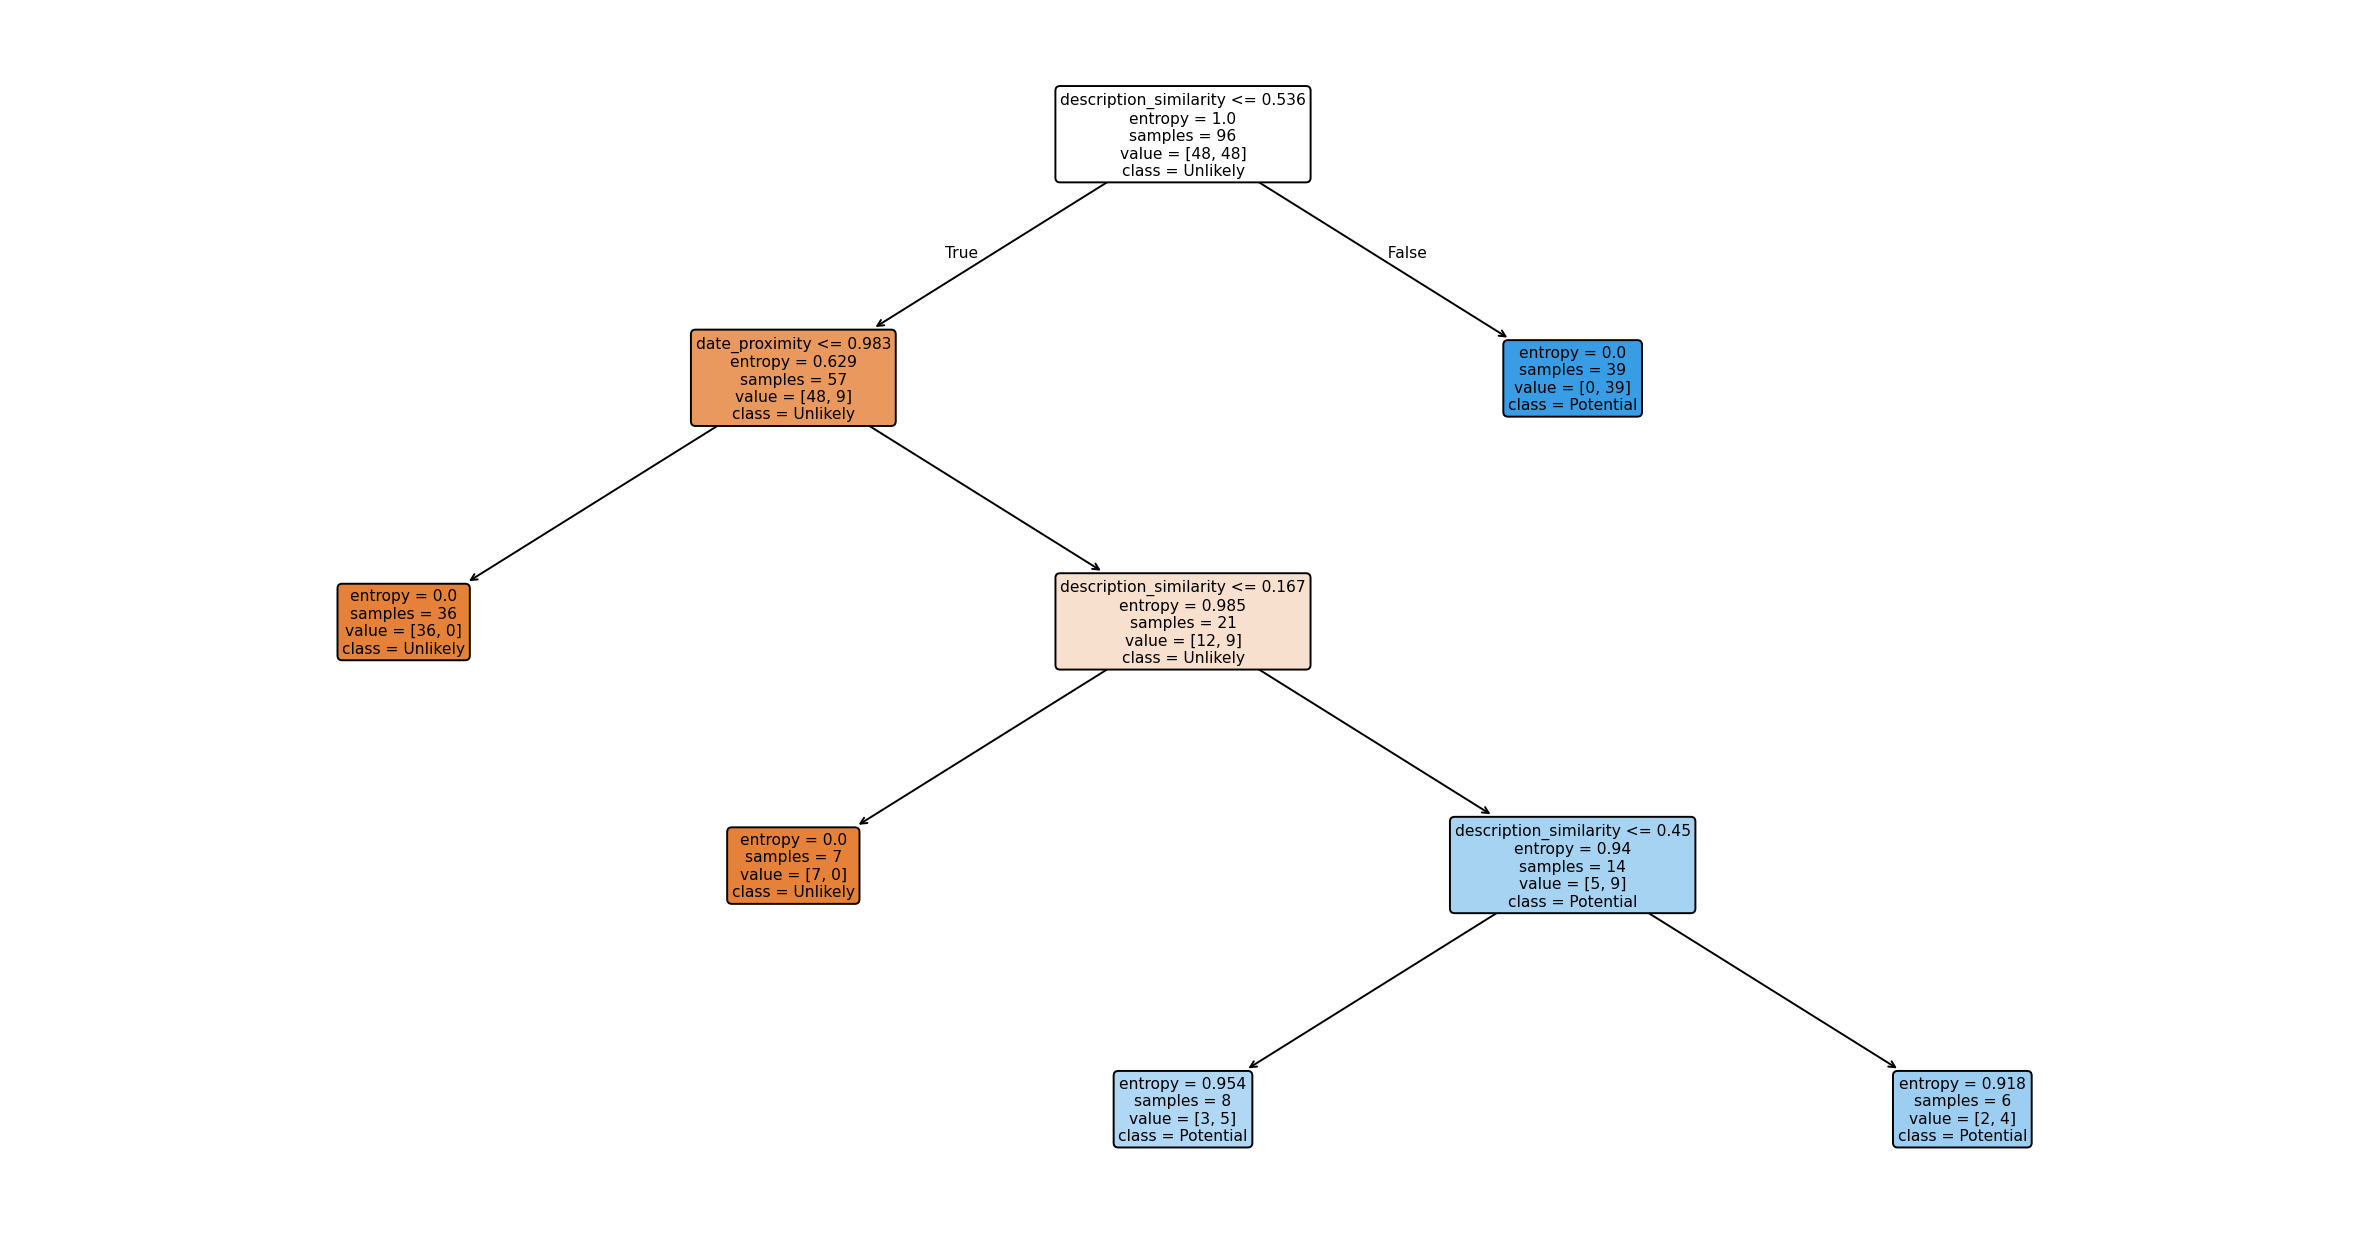 description_similarity <= 0.536
entropy = 1.0
samples = 96
value = [48, 48]
class = Unlikely
True
False
date_proximity <= 0.983
entropy = 0.629
samples = 57
value = [48, 9]
class = Unlikely
entropy = 0.0
samples = 39
value = [0, 39]
class = Potential
entropy = 0.0
samples = 36
value = [36, 0]
class = Unlikely
description_similarity <= 0.167
entropy = 0.985
samples = 21
value = [12, 9]
class = Unlikely
entropy = 0.0
samples = 7
value = [7, 0]
class = Unlikely
description_similarity <= 0.45
entropy = 0.94
samples = 14
value = [5, 9]
class = Potential
entropy = 0.954
samples = 8
value = [3, 5]
class = Potential
entropy = 0.918
samples = 6
value = [2, 4]
class = Potential